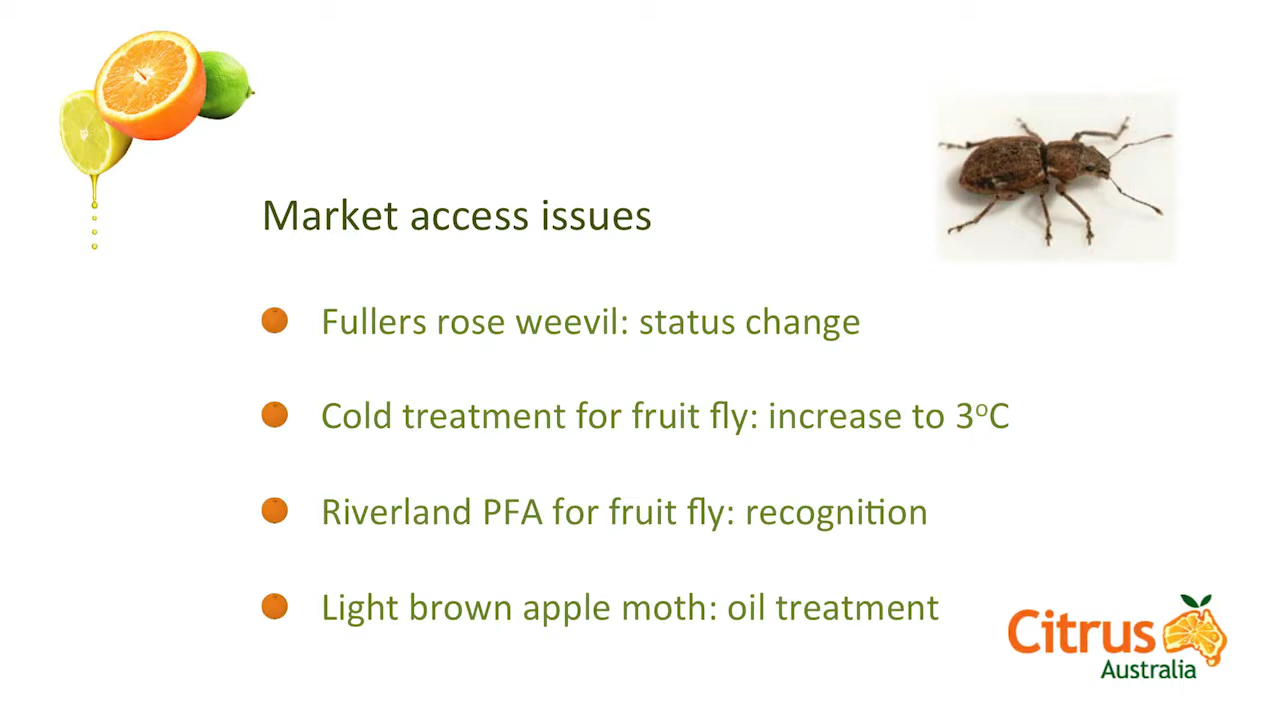 Market access issues
Fullers rose weevil: status change
Cold treatment for fruit fly: increase to 3ºC
Riverland PFA for fruit fly: recognition
Light brown apple moth: oil treatment
Citrus
Australia